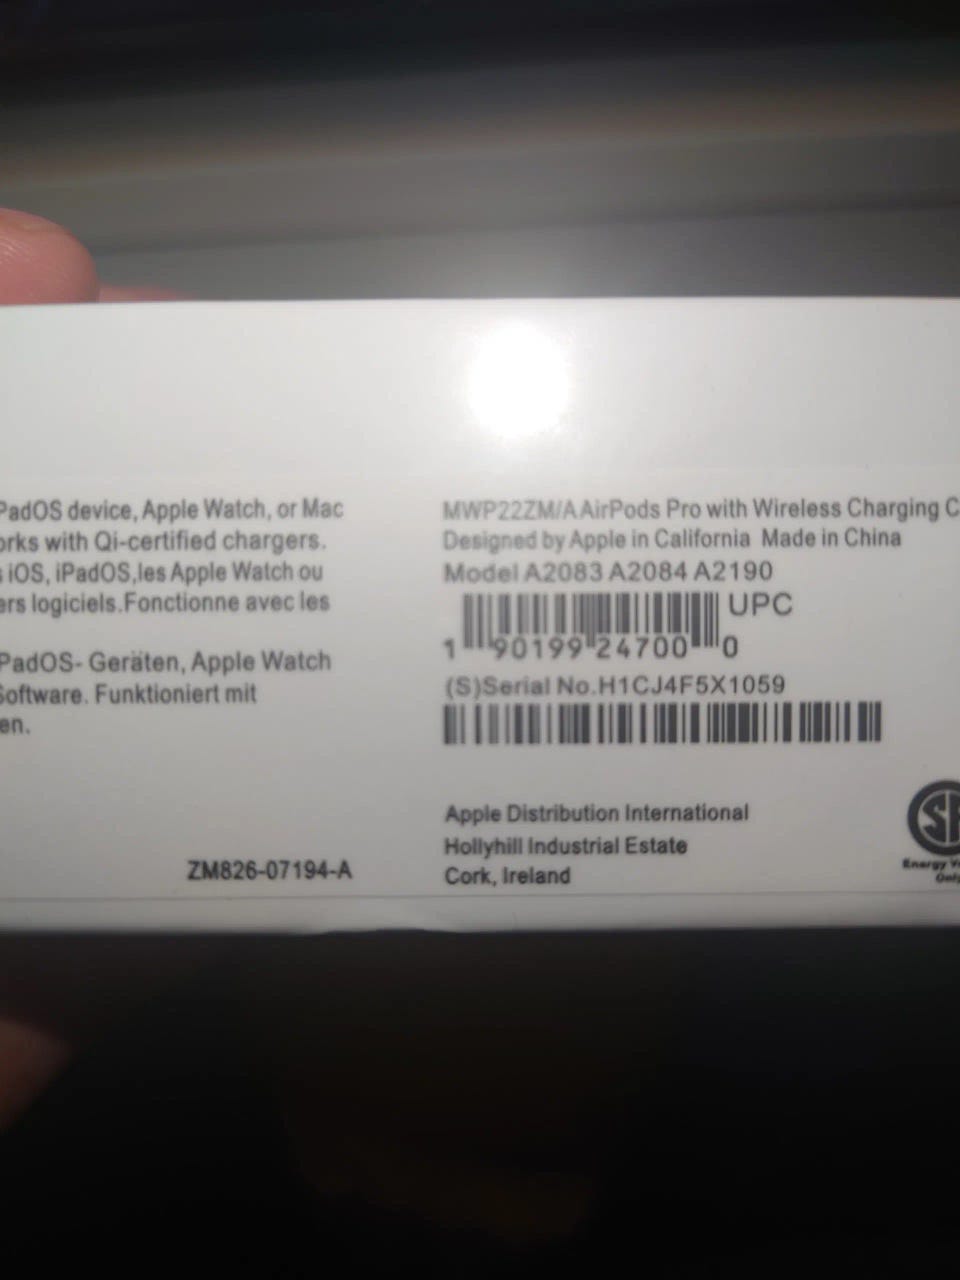 PadOS device, Apple Watch, or Mac
orks with Qi-certified chargers.
s iOS, iPadOS,les Apple Watch ou
ers logiciels.Fonctionne avec les
PadOS- Geräten, Apple Watch
Software. Funktioniert mit
en.
ZM826-07194-A
MWP22ZM/AAirPods Pro with Wireless Charging C
Designed by Apple in California Made in China
Model A2083 A2084 A2190
UPC
1 90199 24700 0
(S)Serial No.H1CJ4F5X1059
Apple Distribution International
Hollyhill Industrial Estate
Cork, Ireland
Energy
Only